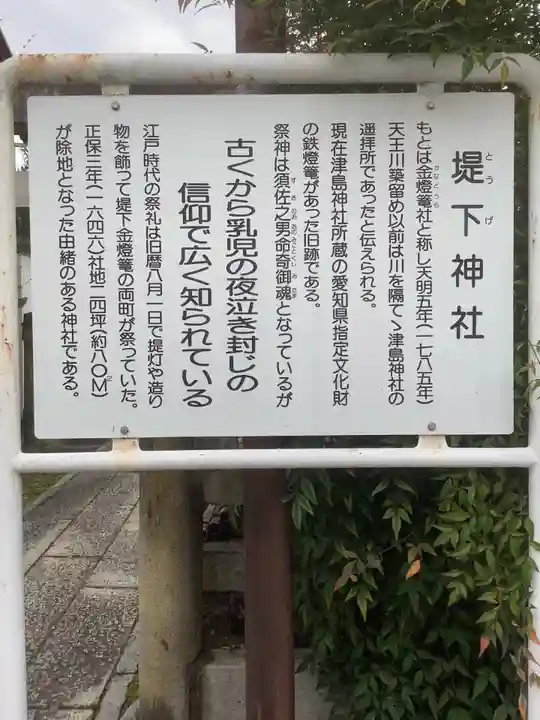 堤下神社
とうげ
もとは金燈篭社と称し天明五年(一七八五年)
かなどうろう
天王川築留め以前は川を隔てゝ津島神社の
遥拝所であったと伝えられる。
現在津島神社所蔵の愛知県指定文化財
の鉄燈篭があった旧跡である。
祭神は須佐之男命奇御魂となっているが
古くから乳児の夜泣き封じの
信仰で広く知られている
江戸時代の祭礼は旧暦八月一日で提灯や造り
物を飾って堤下金燈篭の両町が祭っていた。
正保三年(一六四六)社地二四坪(約八〇M²)
が除地となった由緒のある神社である。